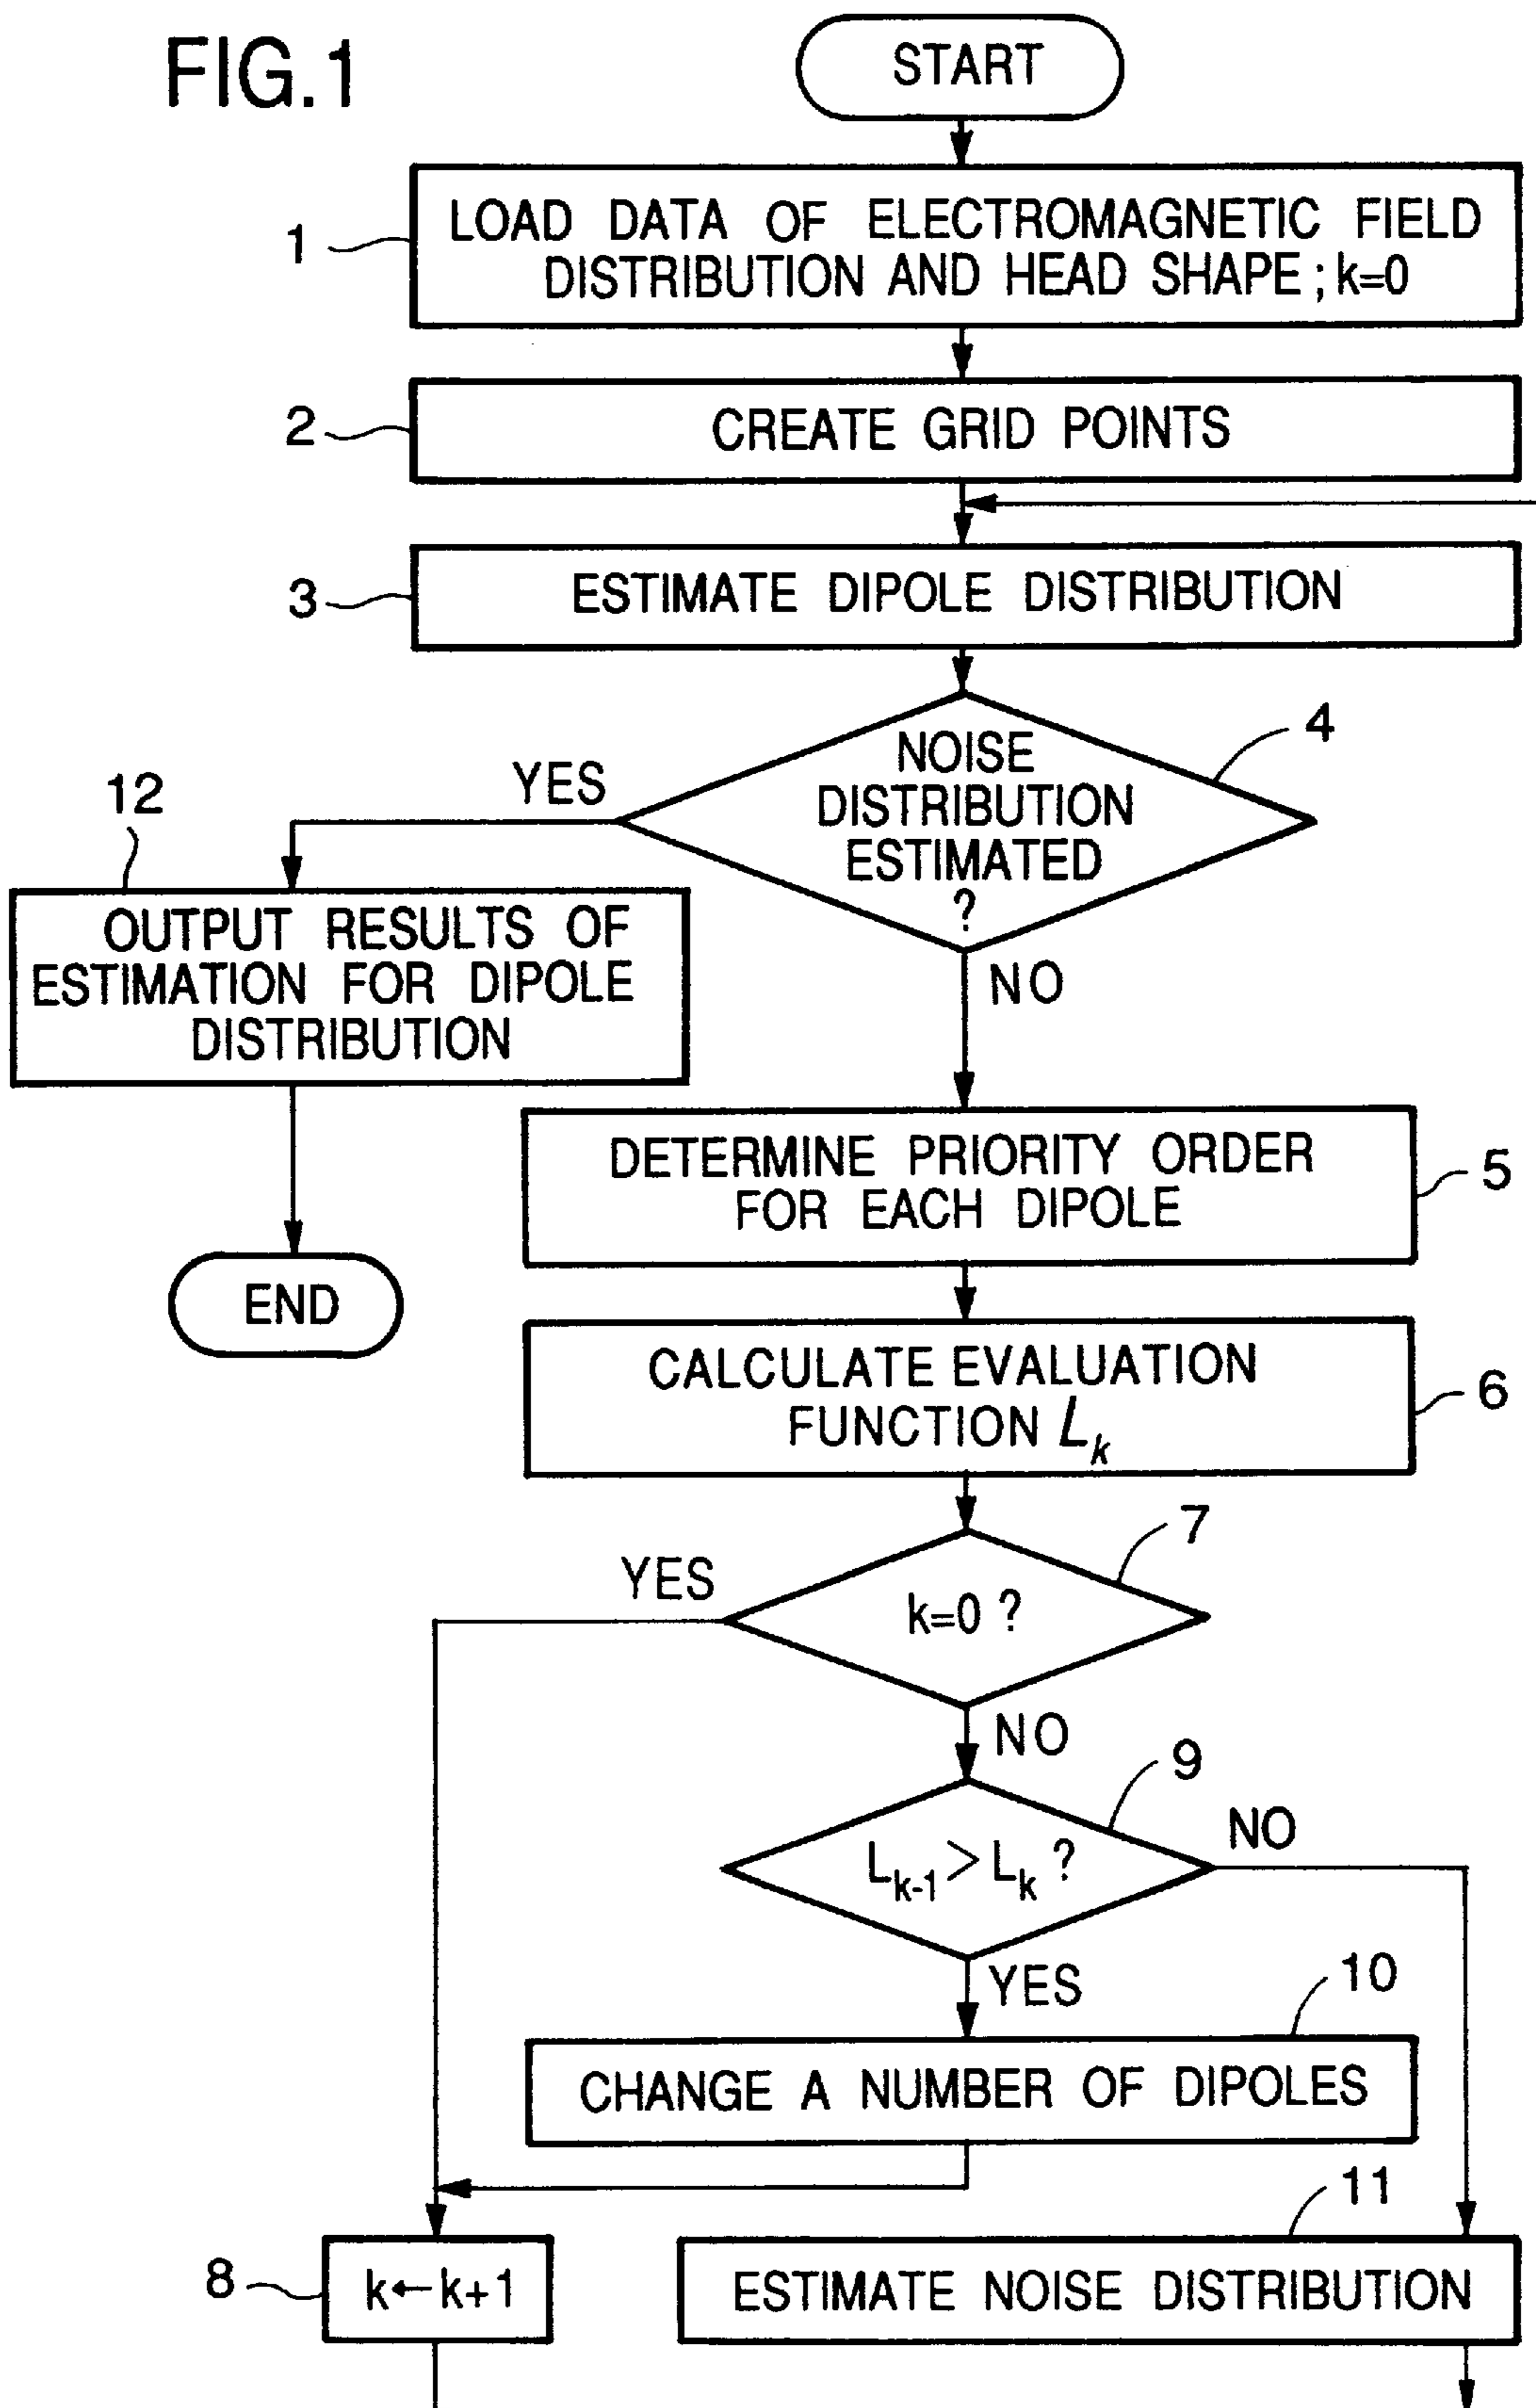 FIG.1
START
1
LOAD DATA OF ELECTROMAGNETIC FIELD
DISTRIBUTION AND HEAD SHAPE ; k=0
2
CREATE GRID POINTS
3
ESTIMATE DIPOLE DISTRIBUTION
4
NOISE
DISTRIBUTION
ESTIMATED
?
YES
NO
12
OUTPUT RESULTS OF
ESTIMATION FOR DIPOLE
DISTRIBUTION
END
DETERMINE PRIORITY ORDER
FOR EACH DIPOLE
5
CALCULATE EVALUATION
FUNCTION Lk
6
7
YES
k=0 ?
NO
9
Lk-1 > Lk ?
NO
YES
10
CHANGE A NUMBER OF DIPOLES
11
8
k←k+1
ESTIMATE NOISE DISTRIBUTION